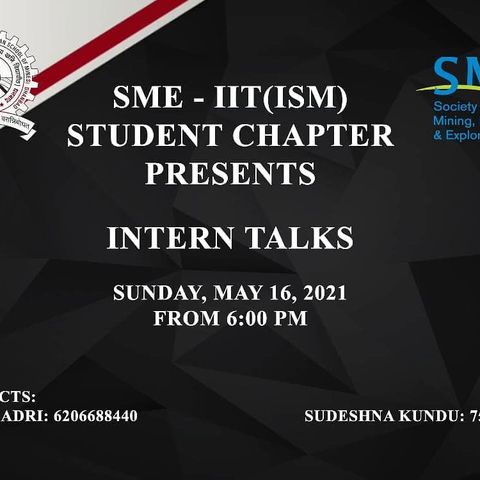 SME - IIT(ISM)
STUDENT CHAPTER
PRESENTS
INTERN TALKS
SUNDAY, MAY 16, 2021
FROM 6:00 PM
SM
Society
Mining,
& Explor
CTS:
ADRI: 6206688440
SUDESHNA KUNDU: 75